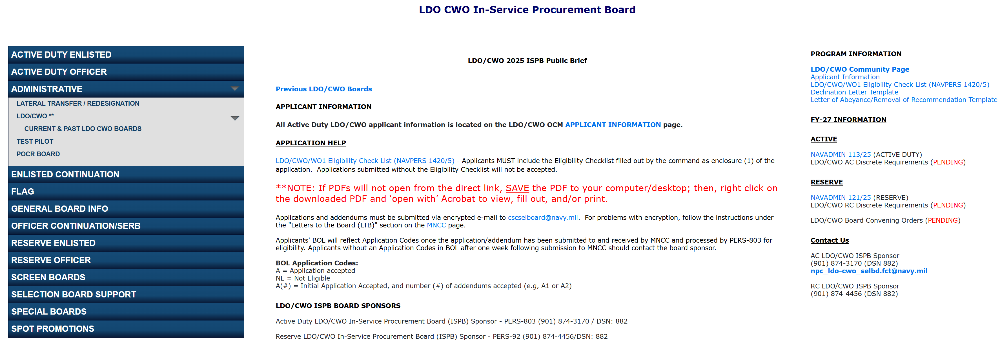 LDO CWO In-Service Procurement Board
ACTIVE DUTY ENLISTED
ACTIVE DUTY OFFICER
ADMINISTRATIVE
LATERAL TRANSFER / REDESIGNATION
LDO/CWO **
CURRENT & PAST LDO CWO BOARDS
TEST PILOT
POCR BOARD
ENLISTED CONTINUATION
FLAG
GENERAL BOARD INFO
OFFICER CONTINUATION/SERB
RESERVE ENLISTED
RESERVE OFFICER
SCREEN BOARDS
SELECTION BOARD SUPPORT
SPECIAL BOARDS
SPOT PROMOTIONS
LDO/CWO 2025 ISPB Public Brief
Previous LDO/CWO Boards
APPLICANT INFORMATION
All Active Duty LDO/CWO applicant information is located on the LDO/CWO OCM APPLICANT INFORMATION page.
APPLICATION HELP
LDO/CWO/WO1 Eligibility Check List (NAVPERS 1420/5) - Applicants MUST include the Eligibility Checklist filled out by the command as enclosure (1) of the
application.  Applications submitted without the Eligibility Checklist will not be accepted.
**NOTE: If PDFs will not open from the direct link, SAVE the PDF to your computer/desktop; then, right click on
the downloaded PDF and ‘open with’ Acrobat to view, fill out, and/or print.
Applications and addendums must be submitted via encrypted e-mail to cscselboard@navy.mil.  For problems with encryption, follow the instructions under
the "Letters to the Board (LTB)" section on the MNCC page.
Applicants' BOL will reflect Application Codes once the application/addendum has been submitted to and received by MNCC and processed by PERS-803 for
eligibility. Applicants without an Application Codes in BOL after one week following submission to MNCC should contact the board sponsor.
BOL Application Codes:
A = Application accepted
NE = Not Eligible
A(#) = Initial Application Accepted, and number (#) of addendums accepted (e.g, A1 or A2)
LDO/CWO ISPB BOARD SPONSORS
Active Duty LDO/CWO In-Service Procurement Board (ISPB) Sponsor - PERS-803 (901) 874-3170 / DSN: 882
Reserve LDO/CWO In-Service Procurement Board (ISPB) Sponsor - PERS-92 (901) 874-4456/DSN: 882
PROGRAM INFORMATION
LDO/CWO Community Page
Applicant Information
LDO/CWO/WO1 Eligibility Check List (NAVPERS 1420/5)
Declination Letter Template
Letter of Abeyance/Removal of Recommendation Template
FY-27 INFORMATION
ACTIVE
NAVADMIN 113/25 (ACTIVE DUTY)
LDO/CWO AC Discrete Requirements (PENDING)
RESERVE
NAVADMIN 121/25 (RESERVE)
LDO/CWO RC Discrete Requirements (PENDING)
LDO/CWO Board Convening Orders (PENDING)
Contact Us
AC LDO/CWO ISPB Sponsor
(901) 874-3170 (DSN 882)
npc_ldo-cwo_selbd.fct@navy.mil
RC LDO/CWO ISPB Sponsor
(901) 874-4456 (DSN 882)